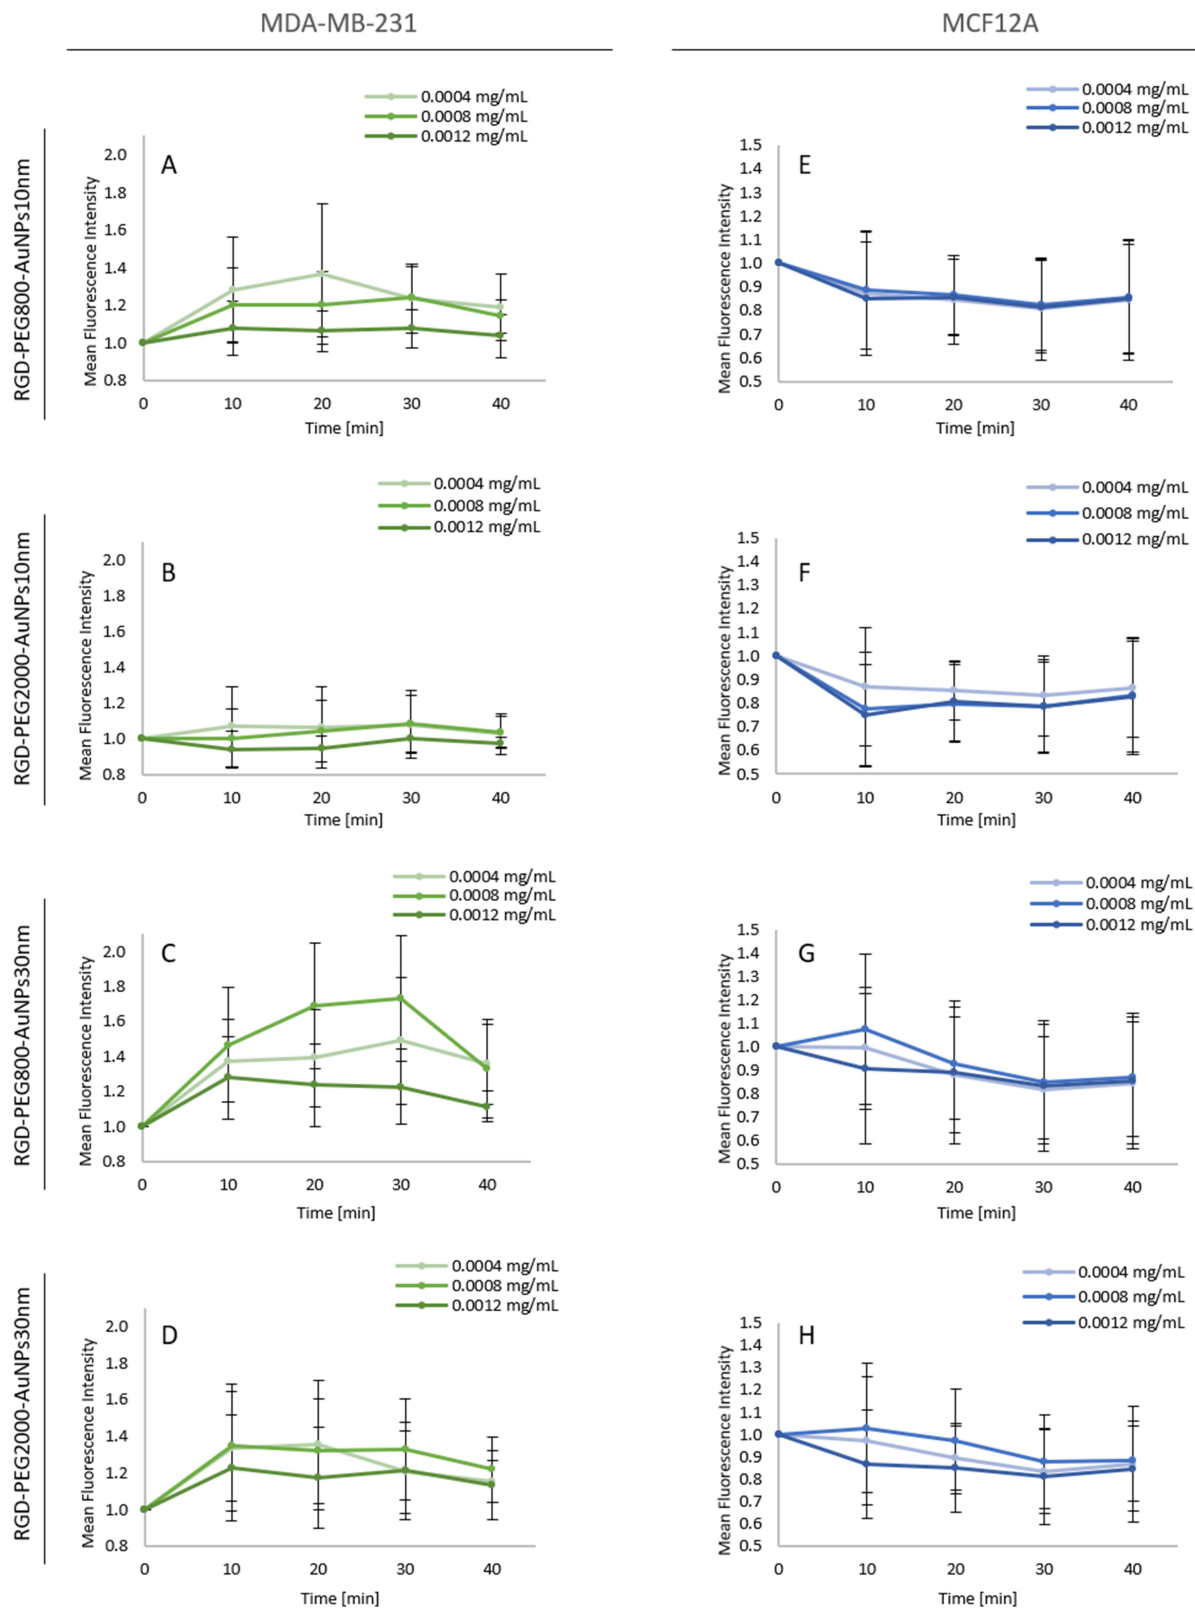 MDA-MB-231
MCF12A
RGD-PEG800-AuNPs10nm
0.0004 mg/mL
0.0008 mg/mL
0.0012 mg/mL
A
Mean Fluorescence Intensity
2.0
1.8
1.6
1.4
1.2
1.0
0.8
0 10 20 30 40
Time [min]
0.0004 mg/mL
0.0008 mg/mL
0.0012 mg/mL
E
Mean Fluorescence Intensity
1.5
1.4
1.3
1.2
1.1
1.0
0.9
0.8
0.7
0.6
0.5
0 10 20 30 40
Time [min]
RGD-PEG2000-AuNPs10nm
0.0004 mg/mL
0.0008 mg/mL
0.0012 mg/mL
B
Mean Fluorescence Intensity
2.0
1.8
1.6
1.4
1.2
1.0
0.8
0 10 20 30 40
Time [min]
0.0004 mg/mL
0.0008 mg/mL
0.0012 mg/mL
F
Mean Fluorescence Intensity
1.5
1.4
1.3
1.2
1.1
1.0
0.9
0.8
0.7
0.6
0.5
0 10 20 30 40
Time [min]
RGD-PEG800-AuNPs30nm
0.0004 mg/mL
0.0008 mg/mL
0.0012 mg/mL
C
Mean Fluorescence Intensity
2.0
1.8
1.6
1.4
1.2
1.0
0.8
0 10 20 30 40
Time [min]
0.0004 mg/mL
0.0008 mg/mL
0.0012 mg/mL
G
Mean Fluorescence Intensity
1.5
1.4
1.3
1.2
1.1
1.0
0.9
0.8
0.7
0.6
0.5
0 10 20 30 40
Time [min]
RGD-PEG2000-AuNPs30nm
0.0004 mg/mL
0.0008 mg/mL
0.0012 mg/mL
D
Mean Fluorescence Intensity
2.0
1.8
1.6
1.4
1.2
1.0
0.8
0 10 20 30 40
Time [min]
0.0004 mg/mL
0.0008 mg/mL
0.0012 mg/mL
H
Mean Fluorescence Intensity
1.5
1.4
1.3
1.2
1.1
1.0
0.9
0.8
0.7
0.6
0.5
0 10 20 30 40
Time [min]